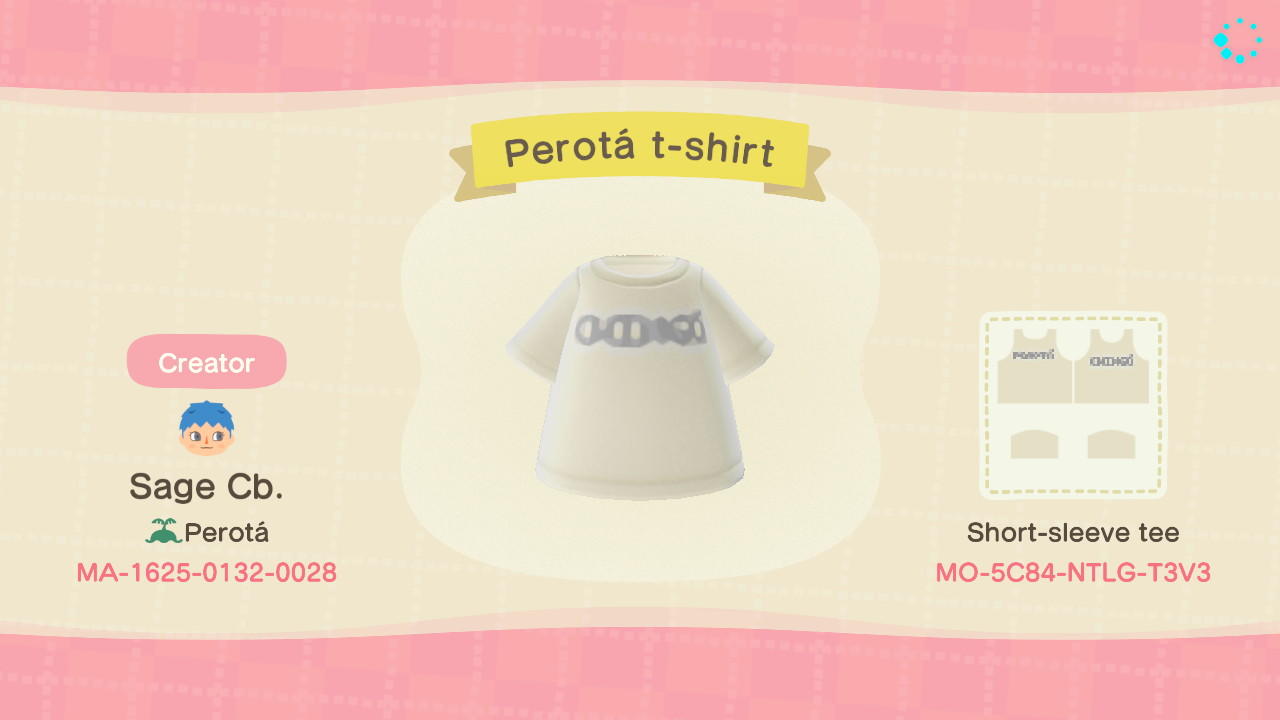 Perotá t-shirt
Creator
Sage Cb.
Perotá
MA-1625-0132-0028
Short-sleeve tee
MO-5C84-NTLG-T3V3